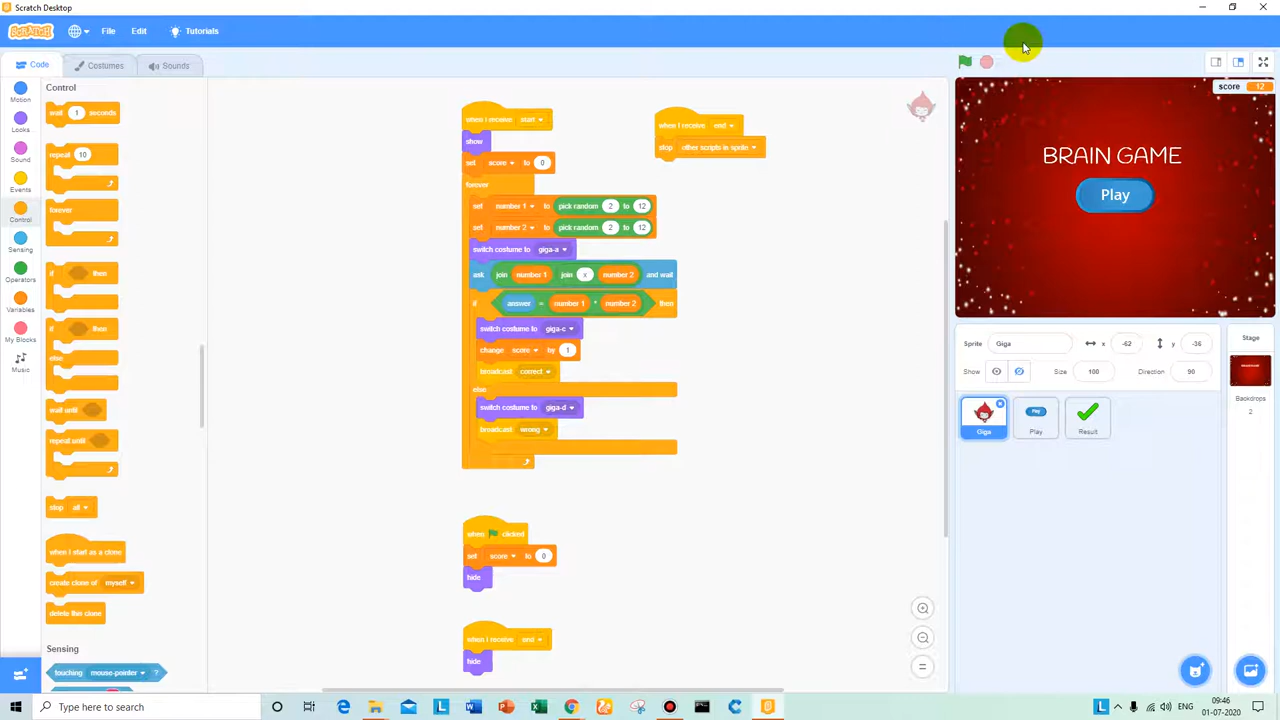 Scratch Desktop
SCRATCH File Edit Tutorials
Code Costumes Sounds
Motion
Looks
Sound
Events
Control
Sensing
Operators
Variables
My Blocks
Music
Control
wait 1 seconds
repeat 10
forever
if then
if then
else
wait until
repeat until
stop all
when I start as a clone
create clone of myself
delete this clone
Sensing
touching mouse-pointer ?
when I receive start
show
set score to 0
forever
set number 1 to pick random 2 to 12
set number 2 to pick random 2 to 12
switch costume to giga-a
ask join number 1 join x number 2 and wait
if answer = number 1 * number 2 then
switch costume to giga-c
change score by 1
broadcast correct
else
switch costume to giga-d
broadcast wrong
when clicked
set score to 0
hide
when I receive end
hide
when I receive end
stop other scripts in sprite
score 12
BRAIN GAME
Play
Sprite Giga x -62 y -36
Show Size 100 Direction 90
Giga
Play
Play
Result
Stage
BRAIN GAME
Backdrops
2
Type here to search
ENG
09:46
01-07-2020